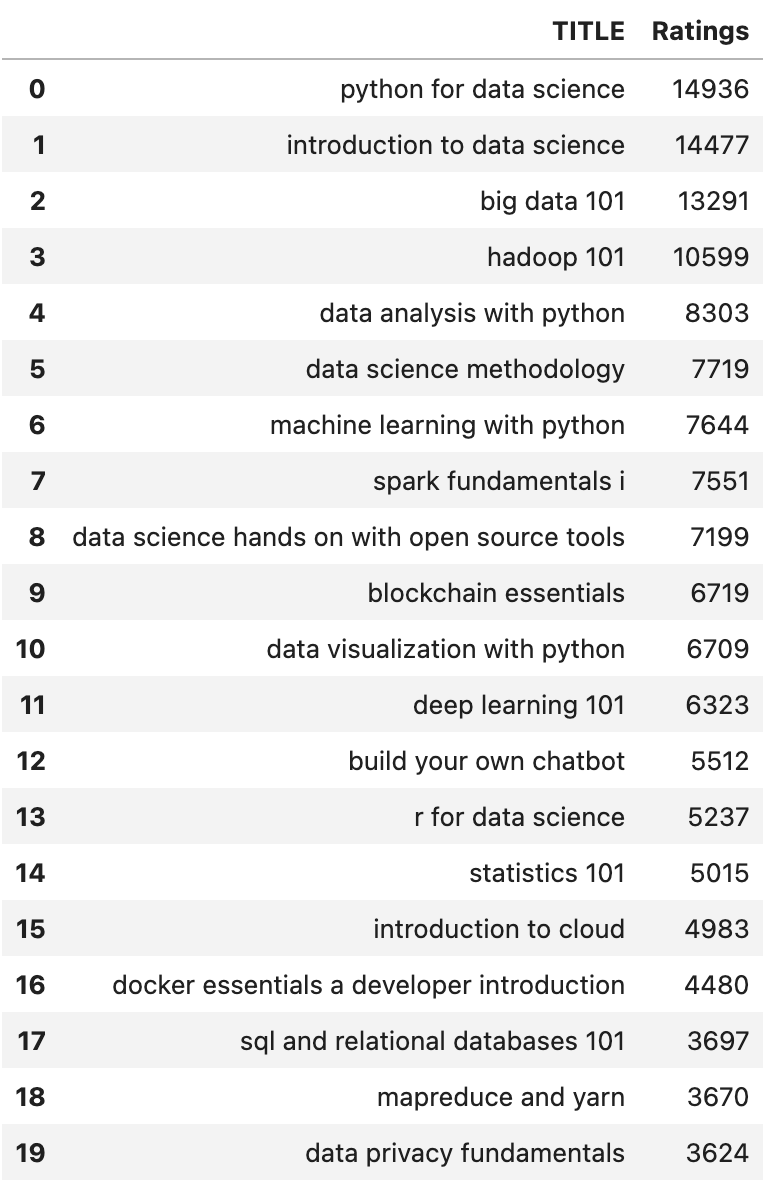 TITLE Ratings
0 python for data science 14936
1 introduction to data science 14477
2 big data 101 13291
3 hadoop 101 10599
4 data analysis with python 8303
5 data science methodology 7719
6 machine learning with python 7644
7 spark fundamentals i 7551
8 data science hands on with open source tools 7199
9 blockchain essentials 6719
10 data visualization with python 6709
11 deep learning 101 6323
12 build your own chatbot 5512
13 r for data science 5237
14 statistics 101 5015
15 introduction to cloud 4983
16 docker essentials a developer introduction 4480
17 sql and relational databases 101 3697
18 mapreduce and yarn 3670
19 data privacy fundamentals 3624